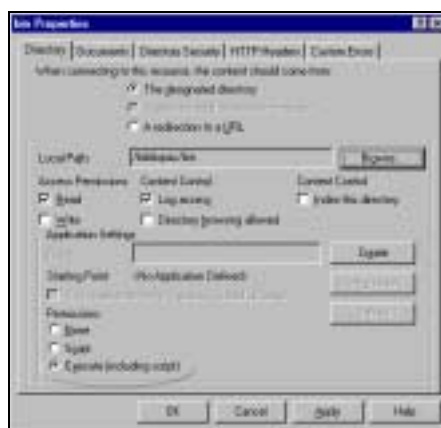 bin Properties
Directory Documents Directory Security HTTP Headers Custom Errors
When connecting to this resource, the content should come from:
The designated directory
A redirection to a URL
Local Path: Browse...
Access Permissions Content Control Content Control
Read Log access Index this directory
Write Directory browsing allowed
Application Settings
Create
Starting Point: <No Application Defined>
Permissions:
None
Script
Execute (including script)
OK Cancel Apply Help